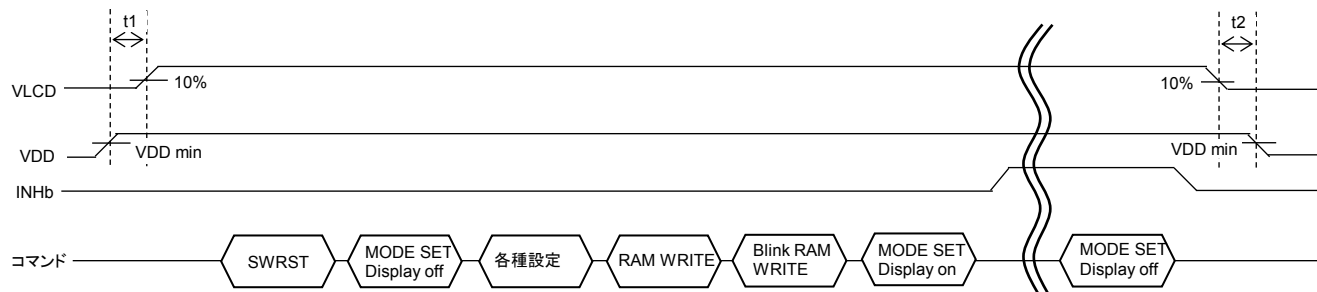 t1
t2
VLCD
10%
10%
VDD
VDD min
VDD min
INHb
コマンド
SWRST
MODE SET
Display off
各種設定
RAM WRITE
Blink RAM
WRITE
MODE SET
Display on
MODE SET
Display off